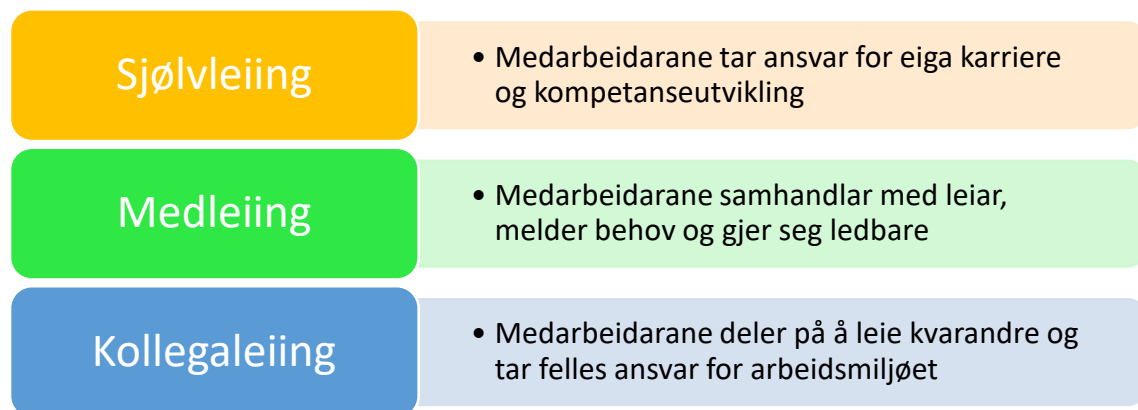 Sjølvleiing
• Medarbeidarane tar ansvar for eiga karriere
og kompetanseutvikling
Medleiing
• Medarbeidarane samhandlar med leiar,
melder behov og gjer seg ledbare
Kollegaleiing
• Medarbeidarane deler på å leie kvarandre og
tar felles ansvar for arbeidsmiljøet